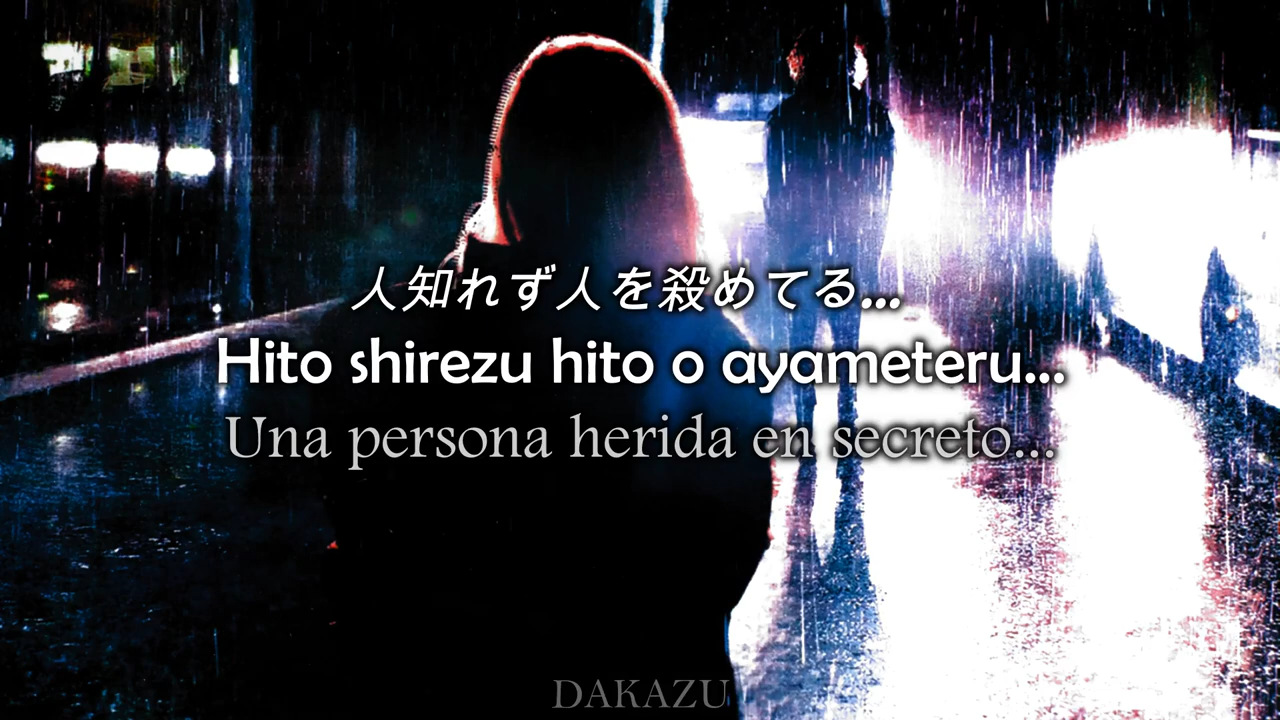 人知れず人を殺めてる...
Hito shirezu hito o ayameteru...
Una persona herida en secreto...
DAKAZU